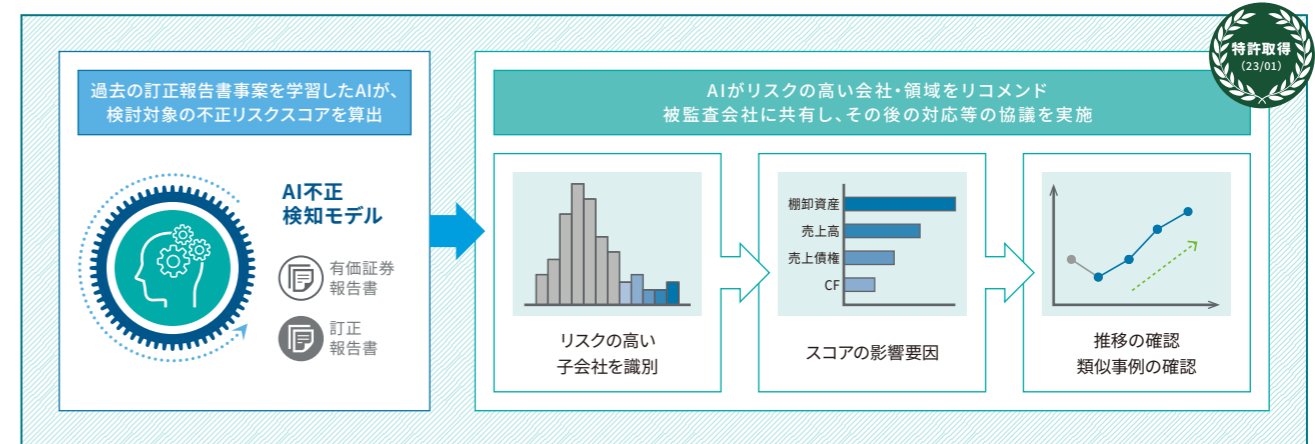 特許取得
(23/01)
過去の訂正報告書事案を学習したAIが、
検討対象の不正リスクスコアを算出
AI不正
検知モデル
有価証券
報告書
訂正
報告書
AIがリスクの高い会社・領域をリコメンド
被監査会社に共有し、その後の対応等の協議を実施
リスクの高い
子会社を識別
棚卸資産
売上高
売上債権
CF
スコアの影響要因
推移の確認
類似事例の確認